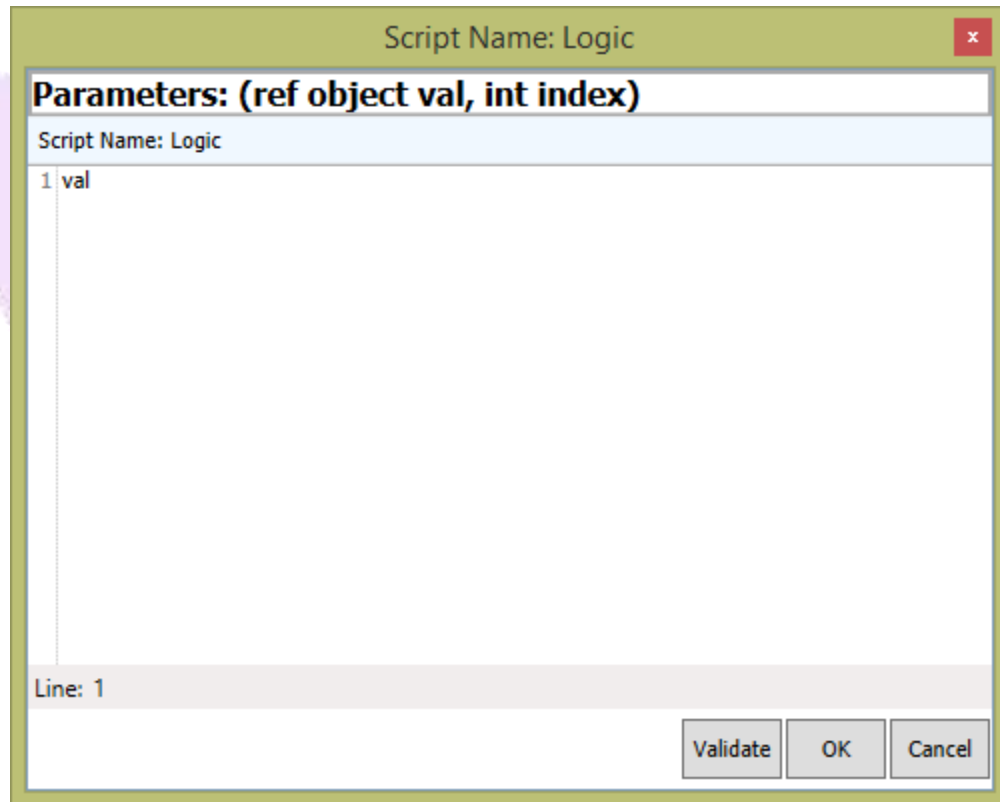 Script Name: Logic
x
Parameters: (ref object val, int index)
Script Name: Logic
1 val
Line: 1
Validate OK Cancel